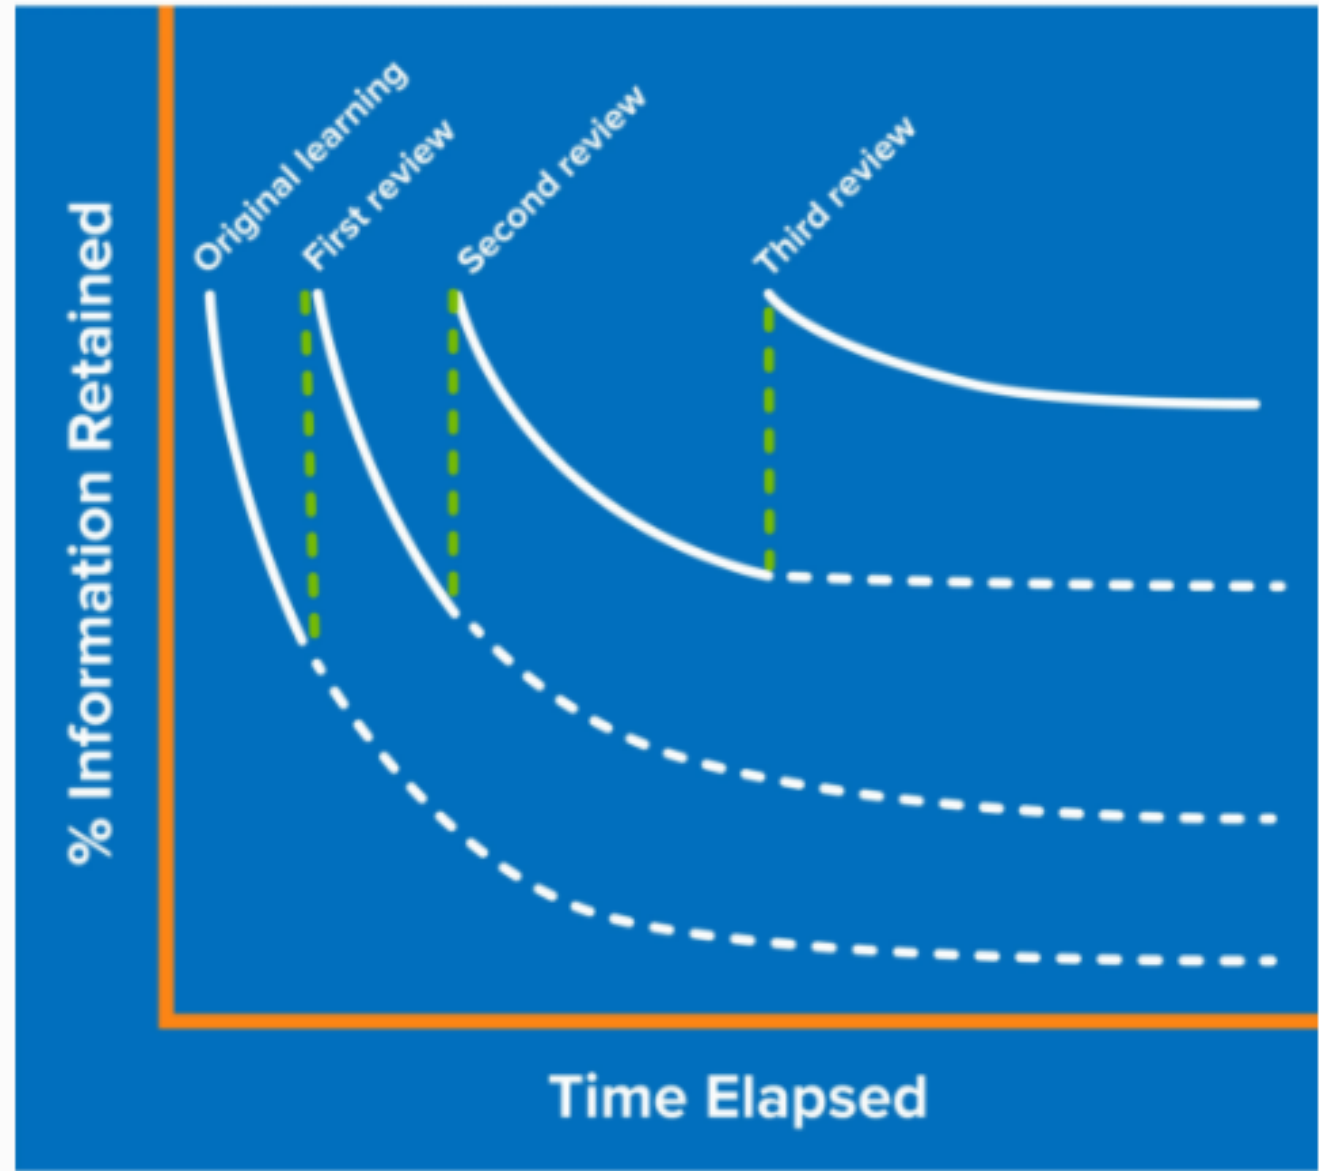 Original learning
First review
Second review
Third review
% Information Retained
Time Elapsed